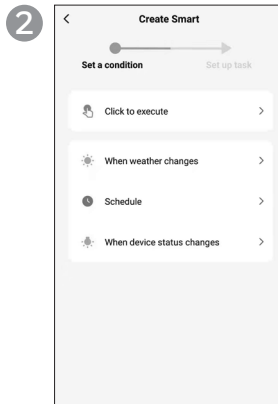 2
Create Smart
Set a condition Set up task
Click to execute
When weather changes
Schedule
When device status changes